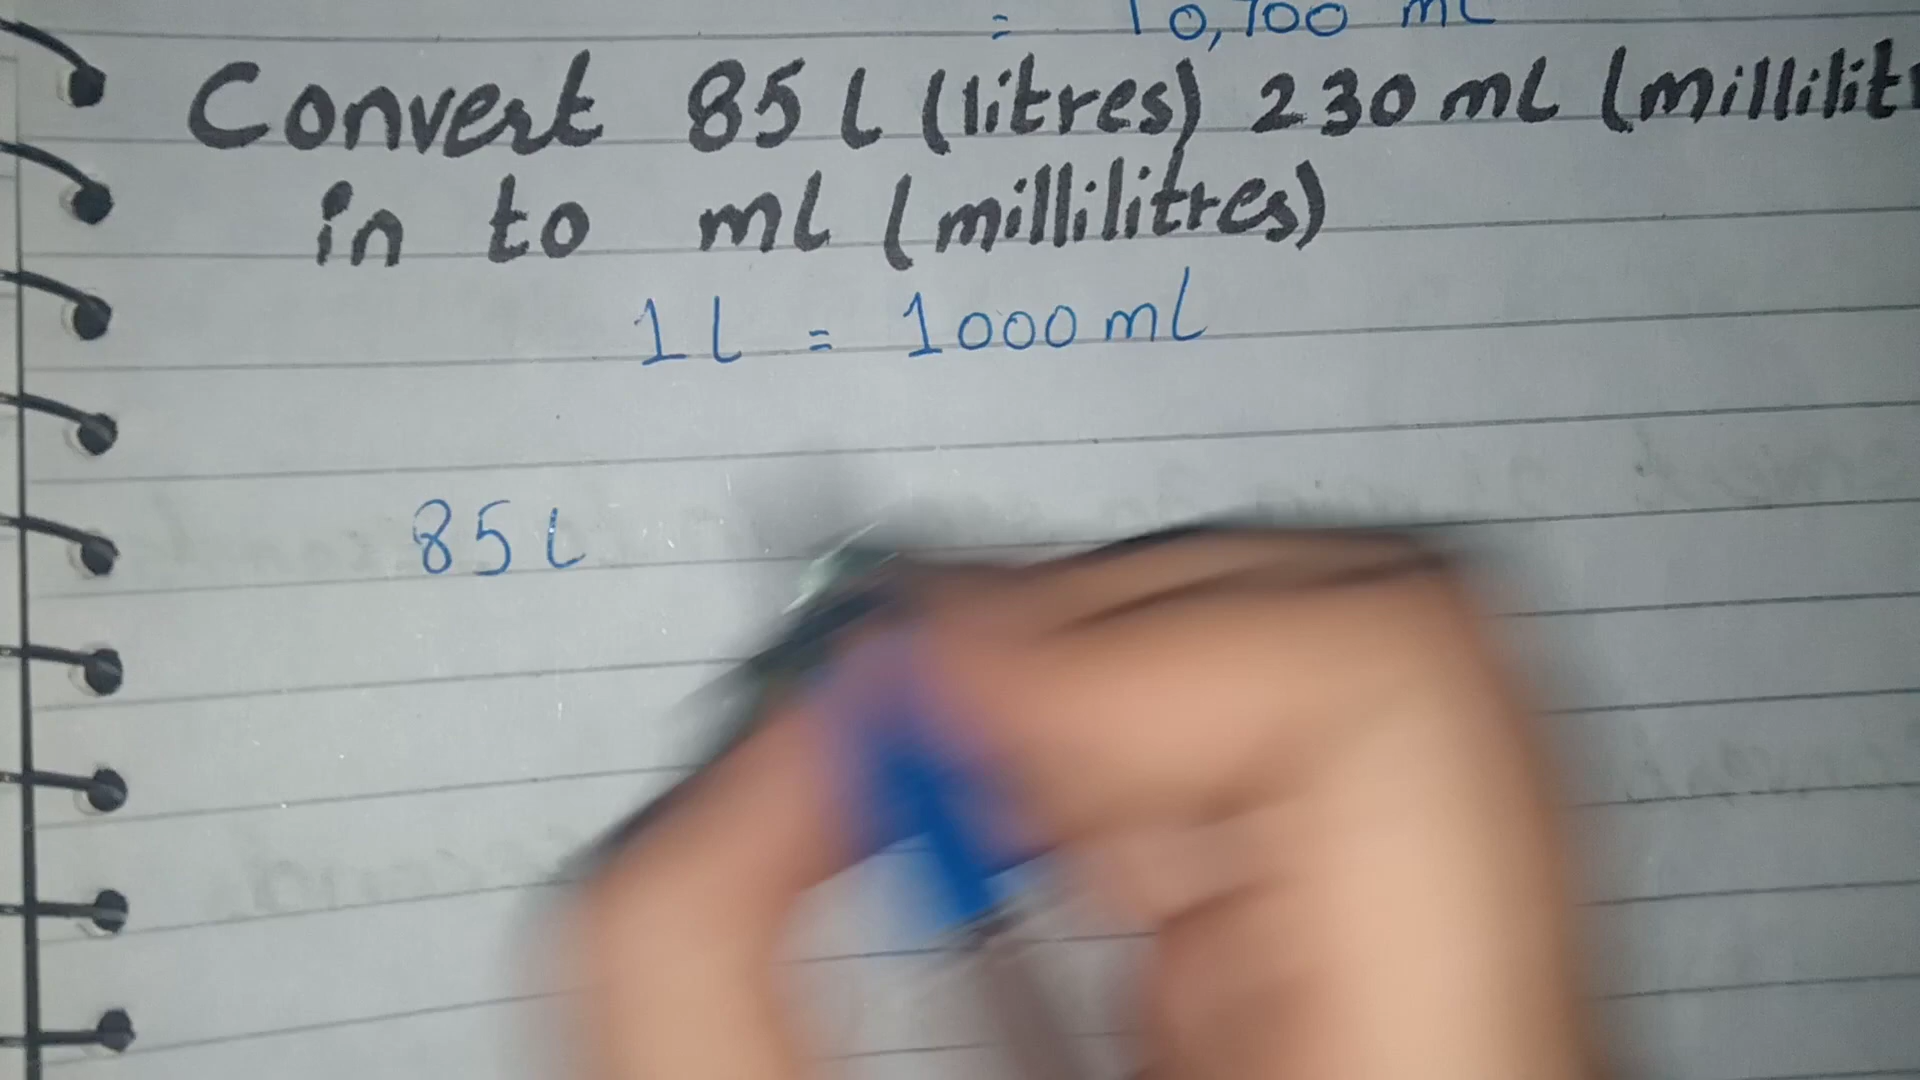 = 10,700 ml
Convert 85 l (litres) 230 ml (millilit
in to ml (millilitres)
1 l = 1000 ml
85 l